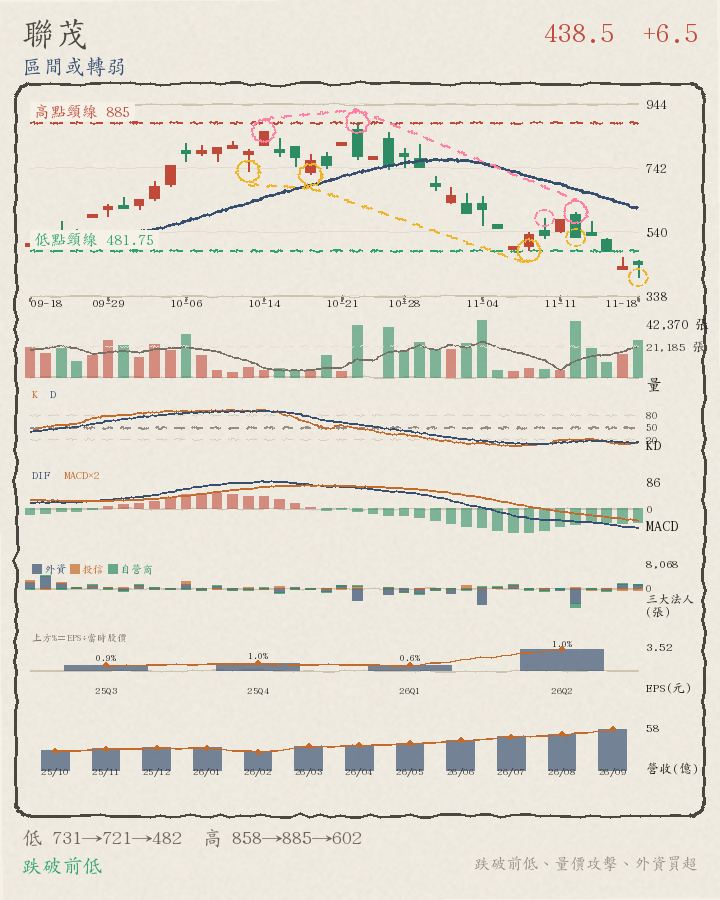 聯茂
438.5 +6.5
區間或轉弱
高點頸線 885
944
742
低點頸線 481.75
540
338
09-18 09-29 10-06 10-14 10-21 10-28 11-04 11-11 11-18
42,370 張
21,185 張
量
K D
80
50
20
KD
DIF MACD×2
86
0
MACD
外資 投信 自營商
8,068
0
三大法人
(張)
上方%=EPS÷當時股價
3.52
0.9% 1.0% 0.6% 1.0%
25Q3 25Q4 26Q1 26Q2
EPS(元)
58
25/10 25/11 25/12 26/01 26/02 26/03 26/04 26/05 26/06 26/07 26/08 26/09
營收(億)
低 731→721→482 高 858→885→602
跌破前低
跌破前低、量價攻擊、外資買超